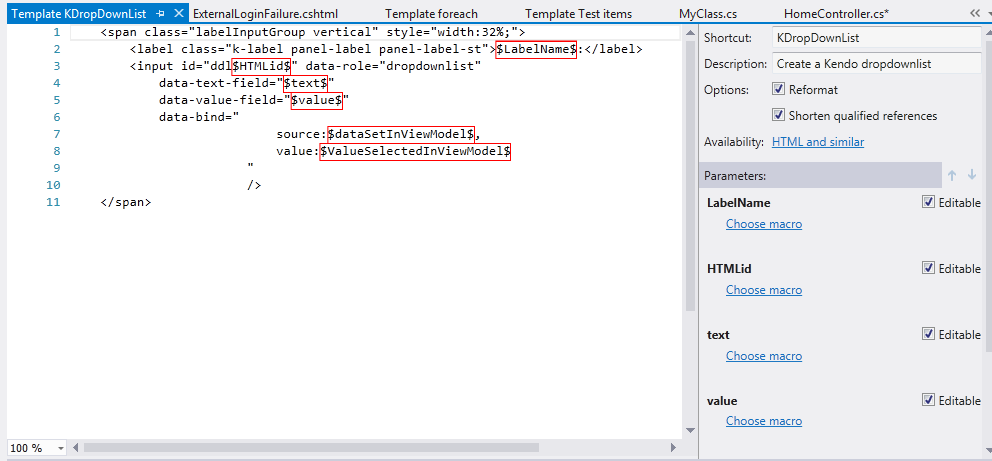 Template KDropDownList ExternalLoginFailure.cshtml Template foreach Template Test items MyClass.cs HomeController.cs*
1 <span class="labelInputGroup vertical" style="width:32%;">
2 <label class="k-label panel-label panel-label-st">$LabelName$:</label>
3 <input id="ddl$HTMLid$" data-role="dropdownlist"
4 data-text-field="$text$"
5 data-value-field="$value$"
6 data-bind="
7 source:$dataSetInViewModel$,
8 value:$ValueSelectedInViewModel$
9 "
10 />
11 </span>
100 %
Shortcut: KDropDownList
Description: Create a Kendo dropdownlist
Options: Reformat
Shorten qualified references
Availability: HTML and similar
Parameters:
LabelName Editable
Choose macro
HTMLid Editable
Choose macro
text Editable
Choose macro
value Editable
Choose macro